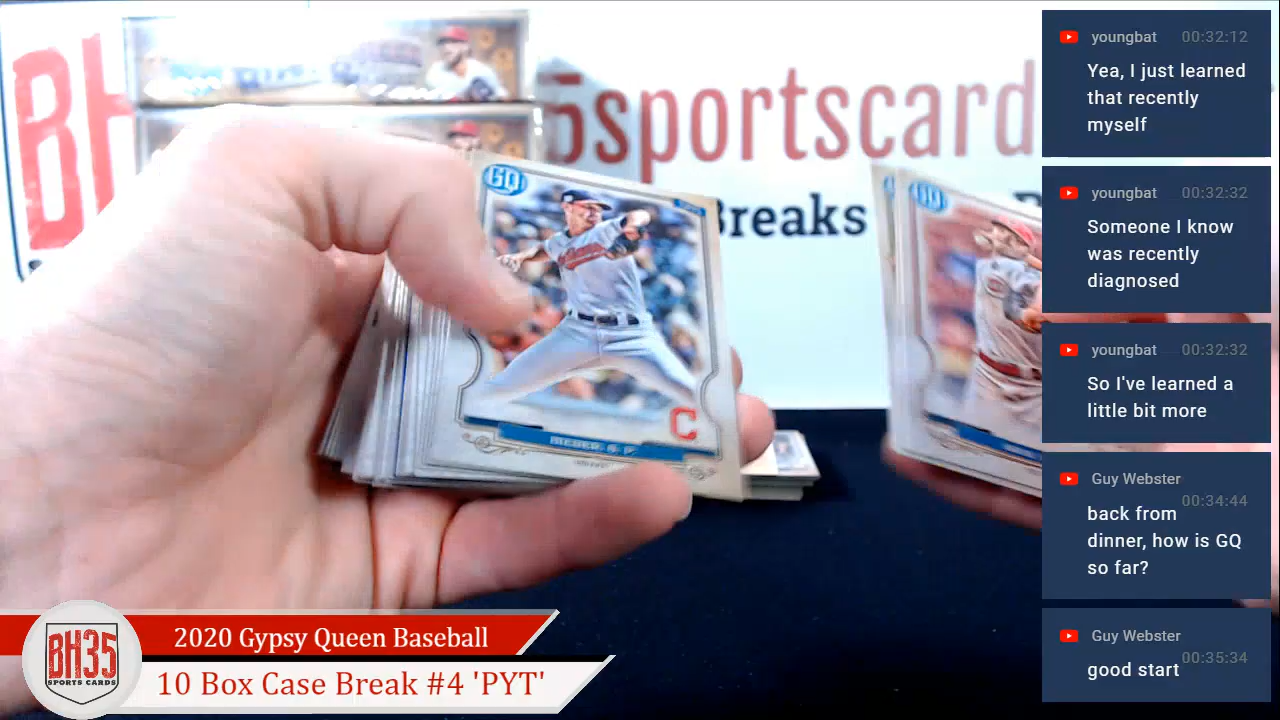 BH
5sportscard
Breaks
GQ
GQ
C
youngbat 00:32:12
Yea, I just learned
that recently
myself
youngbat 00:32:32
Someone I know
was recently
diagnosed
youngbat 00:32:32
So I've learned a
little bit more
Guy Webster
00:34:44
back from
dinner, how is GQ
so far?
Guy Webster
00:35:34
good start
BH35
SPORTS CARDS
2020 Gypsy Queen Baseball
10 Box Case Break #4 'PYT'